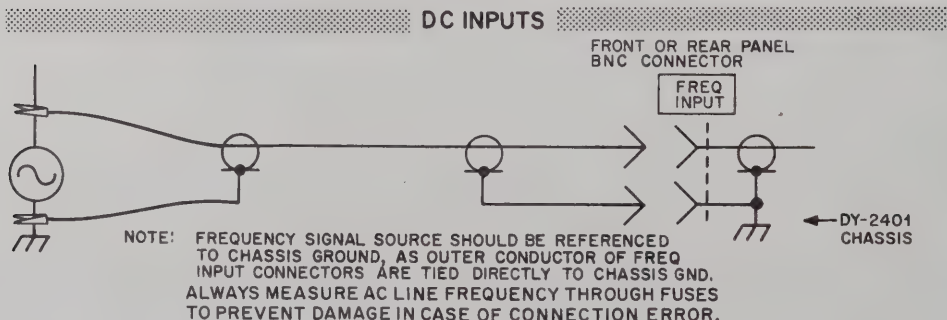 DC INPUTS
FRONT OR REAR PANEL
BNC CONNECTOR
FREQ
INPUT
DY-2401
CHASSIS
NOTE: FREQUENCY SIGNAL SOURCE SHOULD BE REFERENCED
TO CHASSIS GROUND, AS OUTER CONDUCTOR OF FREQ
INPUT CONNECTORS ARE TIED DIRECTLY TO CHASSIS GND.
ALWAYS MEASURE AC LINE FREQUENCY THROUGH FUSES
TO PREVENT DAMAGE IN CASE OF CONNECTION ERROR.